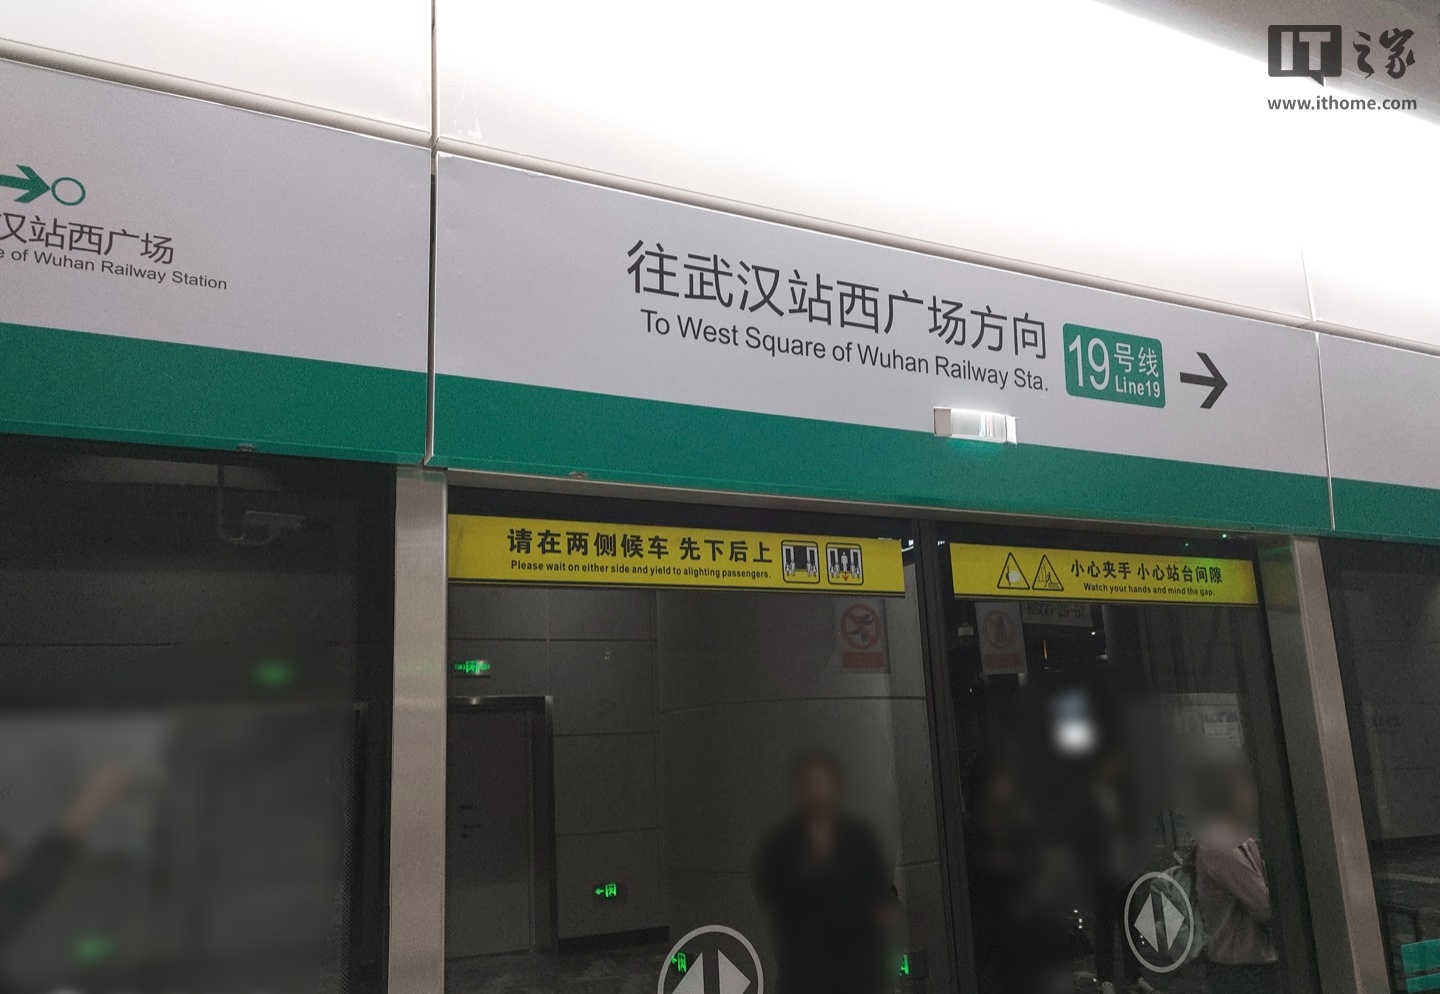 IT之家
www.ithome.com
汉站西广场
e of Wuhan Railway Station
往武汉站西广场方向
To West Square of Wuhan Railway Sta.
19号线
Line19
请在两侧候车 先下后上
Please wait on either side and yield to alighting passengers.
小心夹手 小心站台间隙
Watch your hands and mind the gap.